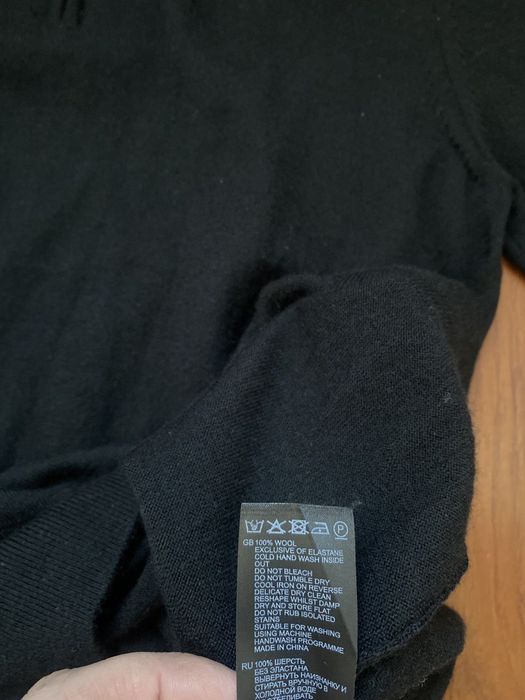 P
GB 100% WOOL
EXCLUSIVE OF ELASTANE
COLD HAND WASH INSIDE
OUT
DO NOT BLEACH
DO NOT TUMBLE DRY
COOL IRON ON REVERSE
DELICATE DRY CLEAN
RESHAPE WHILST DAMP
DRY AND STORE FLAT
DO NOT RUB ISOLATED
STAINS
SUITABLE FOR WASHING
USING MACHINE
HANDWASH PROGRAMME
MADE IN CHINA
RU 100% ШЕРСТЬ
БЕЗ ЭЛАСТАНА
ВЫВЕРНУТЬ НАИЗНАНКУ И
СТИРАТЬ ВРУЧНУЮ В
ХОЛОДНОЙ ВОДЕ